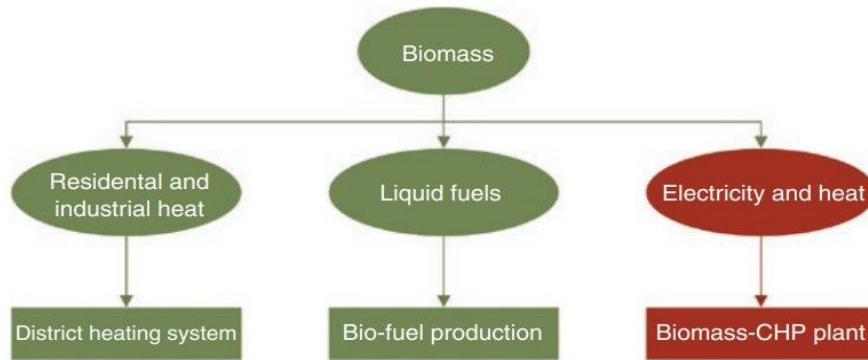 Biomass
Residental and
industrial heat
Liquid fuels
Electricity and heat
District heating system
Bio-fuel production
Biomass-CHP plant